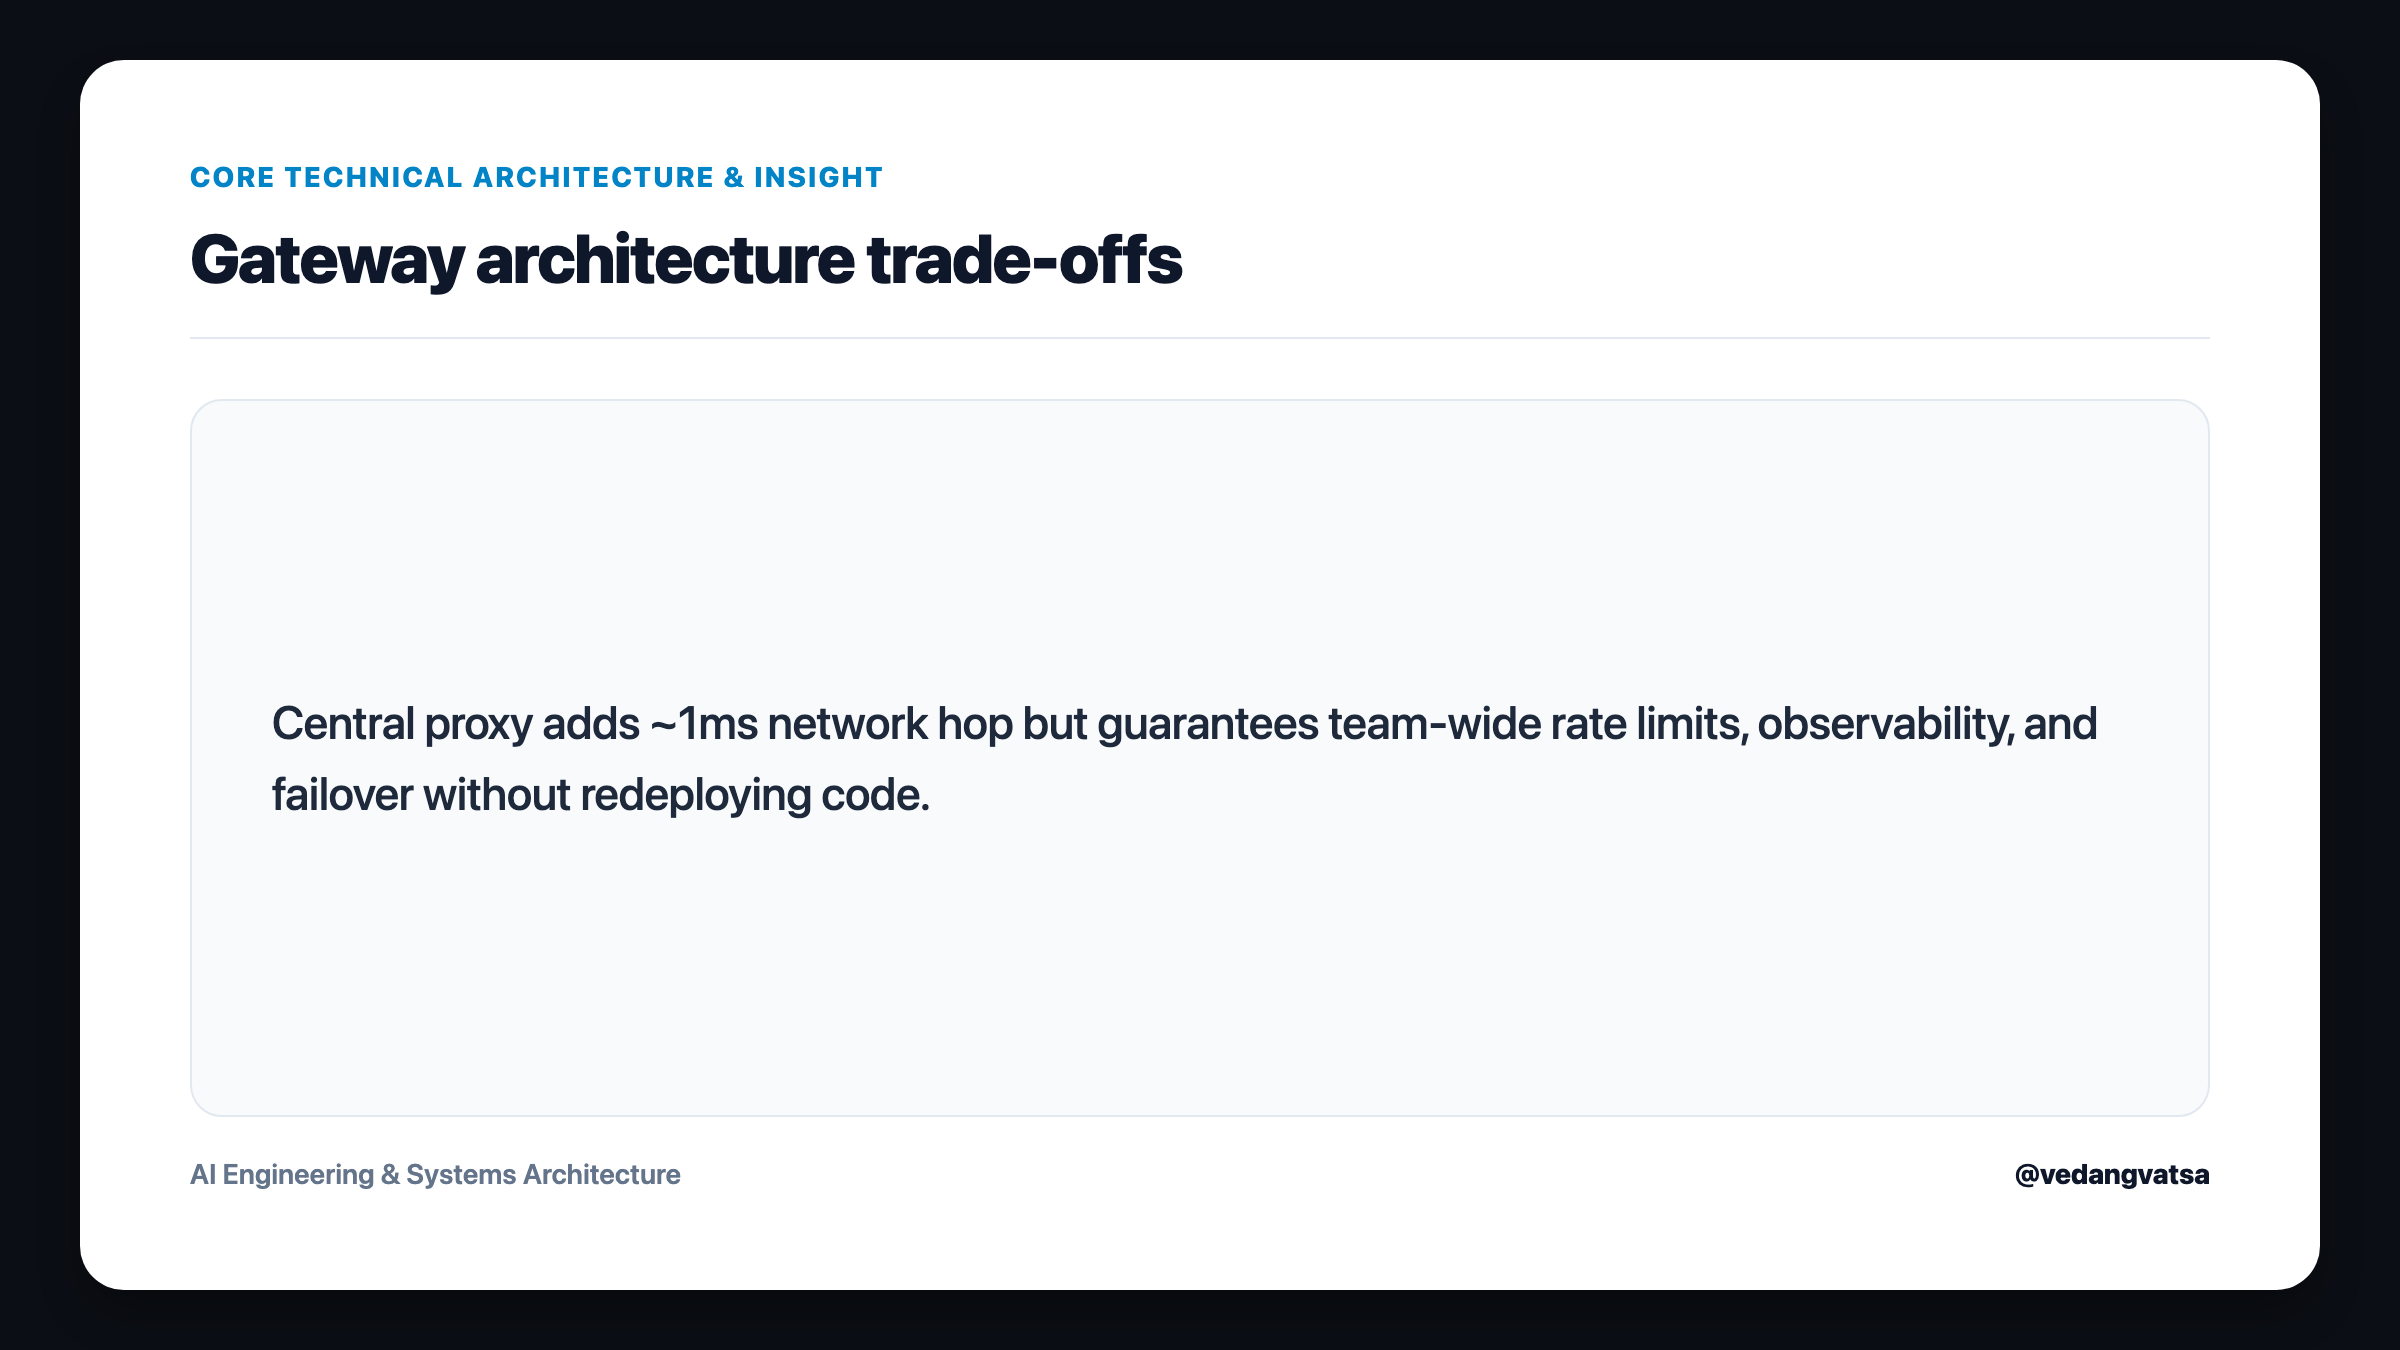 CORE TECHNICAL ARCHITECTURE & INSIGHT
Gateway architecture trade-offs
Central proxy adds ~1ms network hop but guarantees team-wide rate limits, observability, and
failover without redeploying code.
AI Engineering & Systems Architecture
@vedangvatsa